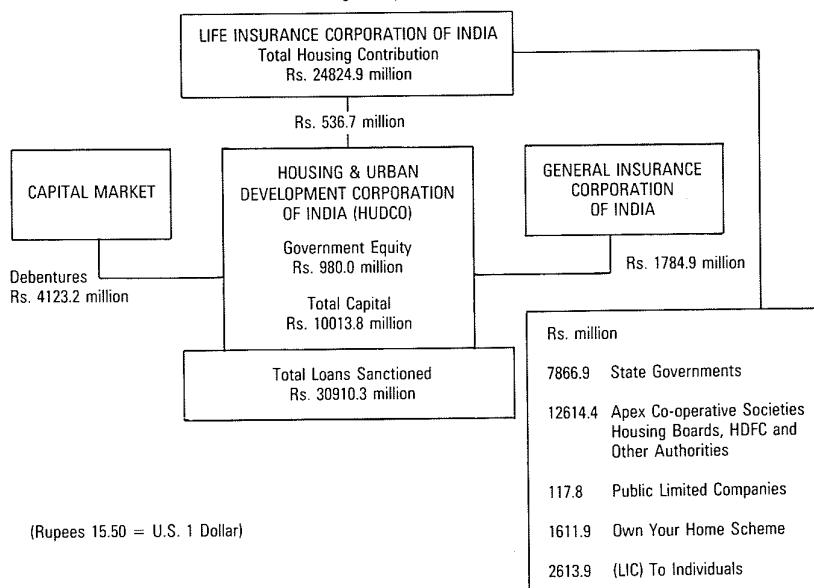 LIFE INSURANCE CORPORATION OF INDIA
Total Housing Contribution
Rs. 24824.9 million
Rs. 536.7 million
CAPITAL MARKET
HOUSING & URBAN
DEVELOPMENT CORPORATION
OF INDIA (HUDCO)
Government Equity
Rs. 980.0 million
Total Capital
Rs. 10013.8 million
GENERAL INSURANCE
CORPORATION
OF INDIA
Debentures
Rs. 4123.2 million
Rs. 1784.9 million
Total Loans Sanctioned
Rs. 30910.3 million
Rs. million
7866.9 State Governments
12614.4 Apex Co-operative Societies
Housing Boards, HDFC and
Other Authorities
117.8 Public Limited Companies
1611.9 Own Your Home Scheme
2613.9 (LIC) To Individuals
(Rupees 15.50 = U.S. 1 Dollar)